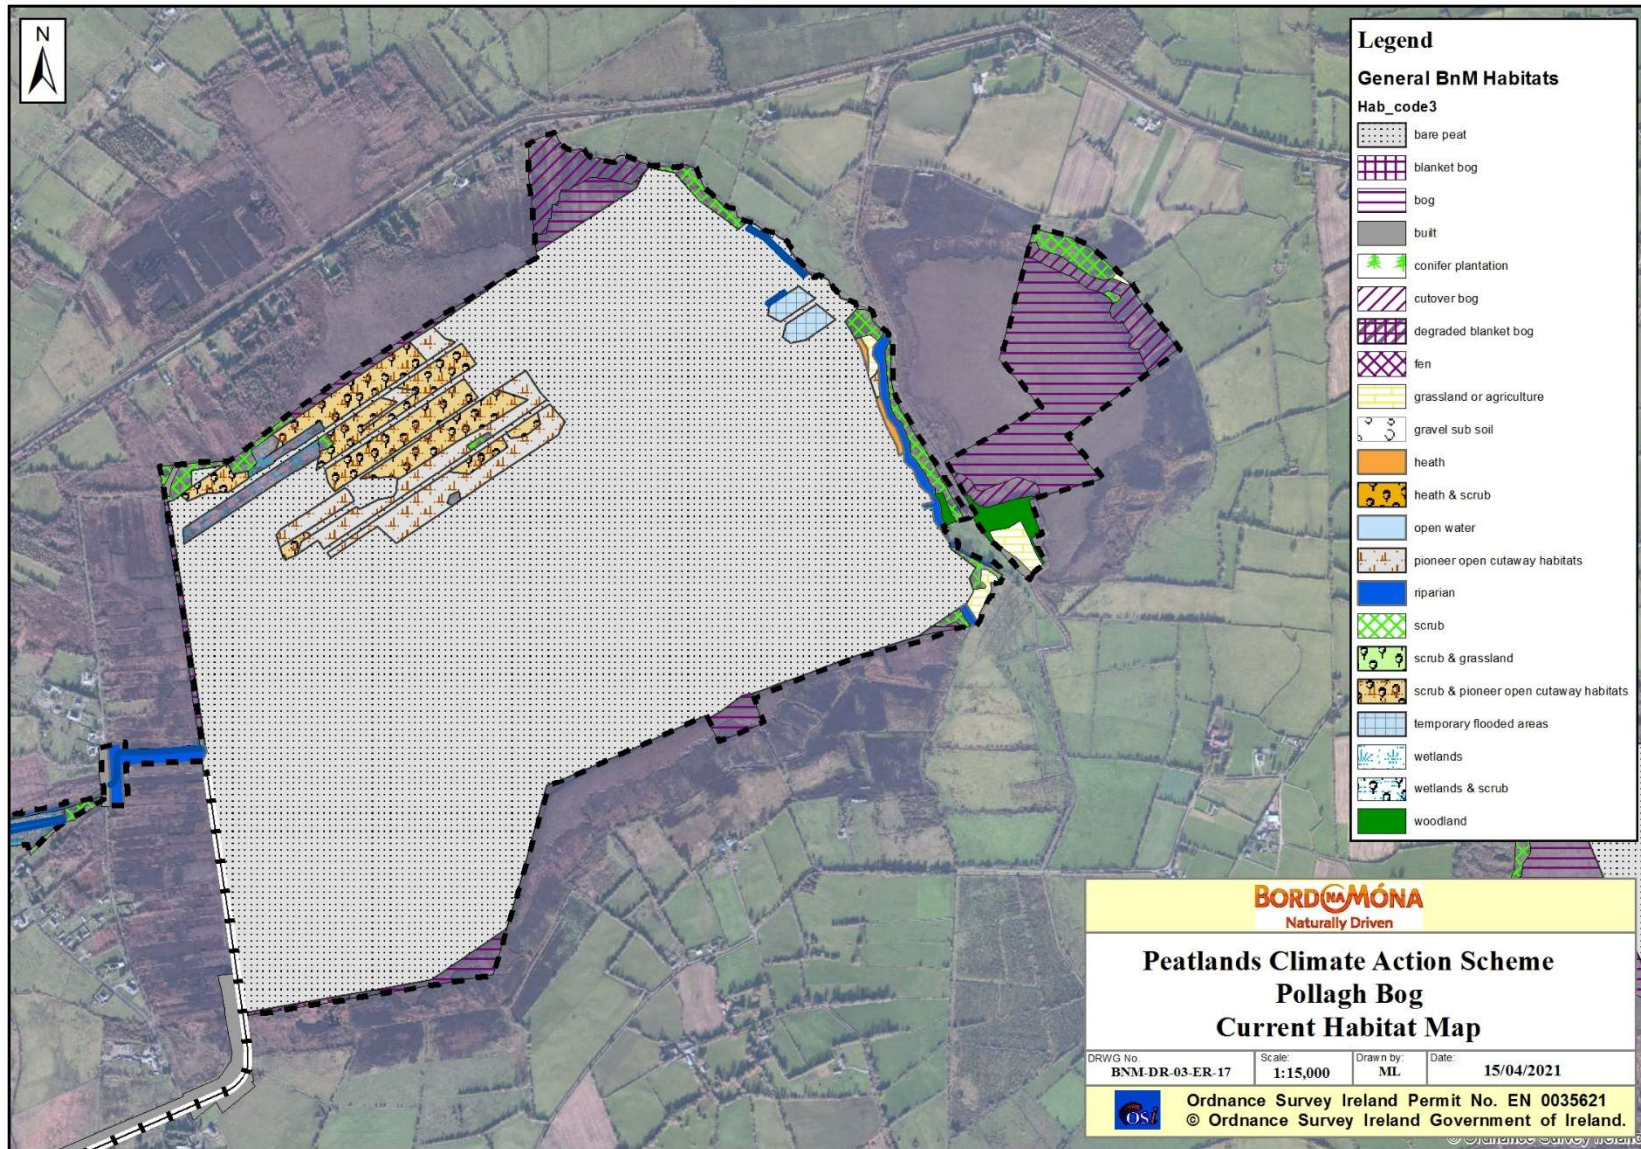 N
Legend
General BnM Habitats
Hab_code3
bare peat
blanket bog
bog
built
conifer plantation
cutover bog
degraded blanket bog
fen
grassland or agriculture
gravel sub soil
heath
heath & scrub
open water
pioneer open cutaway habitats
riparian
scrub
scrub & grassland
scrub & pioneer open cutaway habitats
temporary flooded areas
wetlands
wetlands & scrub
woodland
BORD NA MÓNA
Naturally Driven
Peatlands Climate Action Scheme
Pollagh Bog
Current Habitat Map
DRWG No. Scale: Drawn by: Date:
BNM-DR-03-ER-17 1:15,000 ML 15/04/2021
OSi
Ordnance Survey Ireland Permit No. EN 0035621
© Ordnance Survey Ireland Government of Ireland.
© Ordnance Survey Ireland